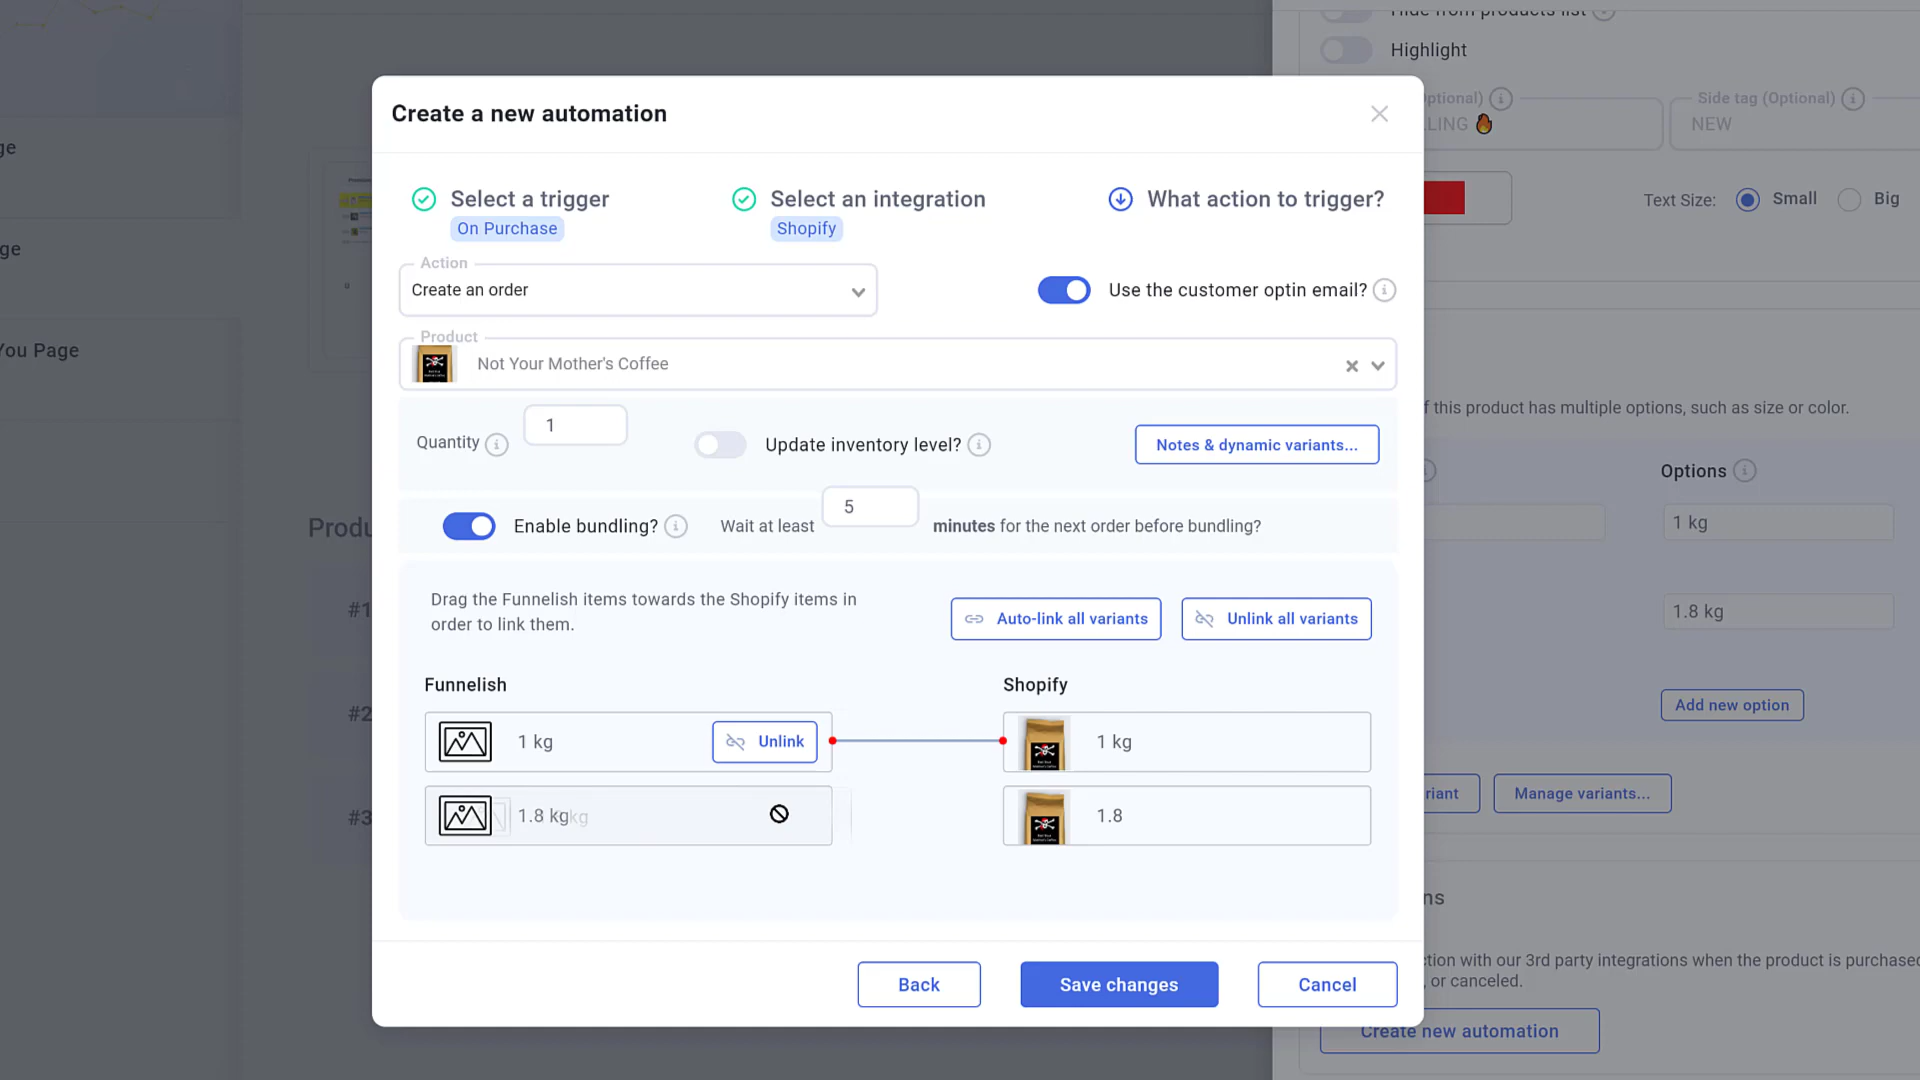 Highlight
Create a new automation
Side tag (Optional)
LING 🔥
NEW
ge
Select a trigger
Select an integration
What action to trigger?
On Purchase
Shopify
Text Size:
Small
Big
ge
Action
Create an order
Use the customer optin email?
You Page
Product
Not Your Mother's Coffee
f this product has multiple options, such as size or color.
Quantity
1
Update inventory level?
Notes & dynamic variants...
Options
1 kg
Produ
Enable bundling?
Wait at least
5
minutes for the next order before bundling?
#1
Drag the Funnelish items towards the Shopify items in
order to link them.
Auto-link all variants
Unlink all variants
1.8 kg
Funnelish
Shopify
#2
Add new option
1 kg
Unlink
1 kg
riant
Manage variants...
#3
1.8 kg
kg
1.8
ns
tion with our 3rd party integrations when the product is purchased
, or canceled.
Back
Save changes
Cancel
Create new automation